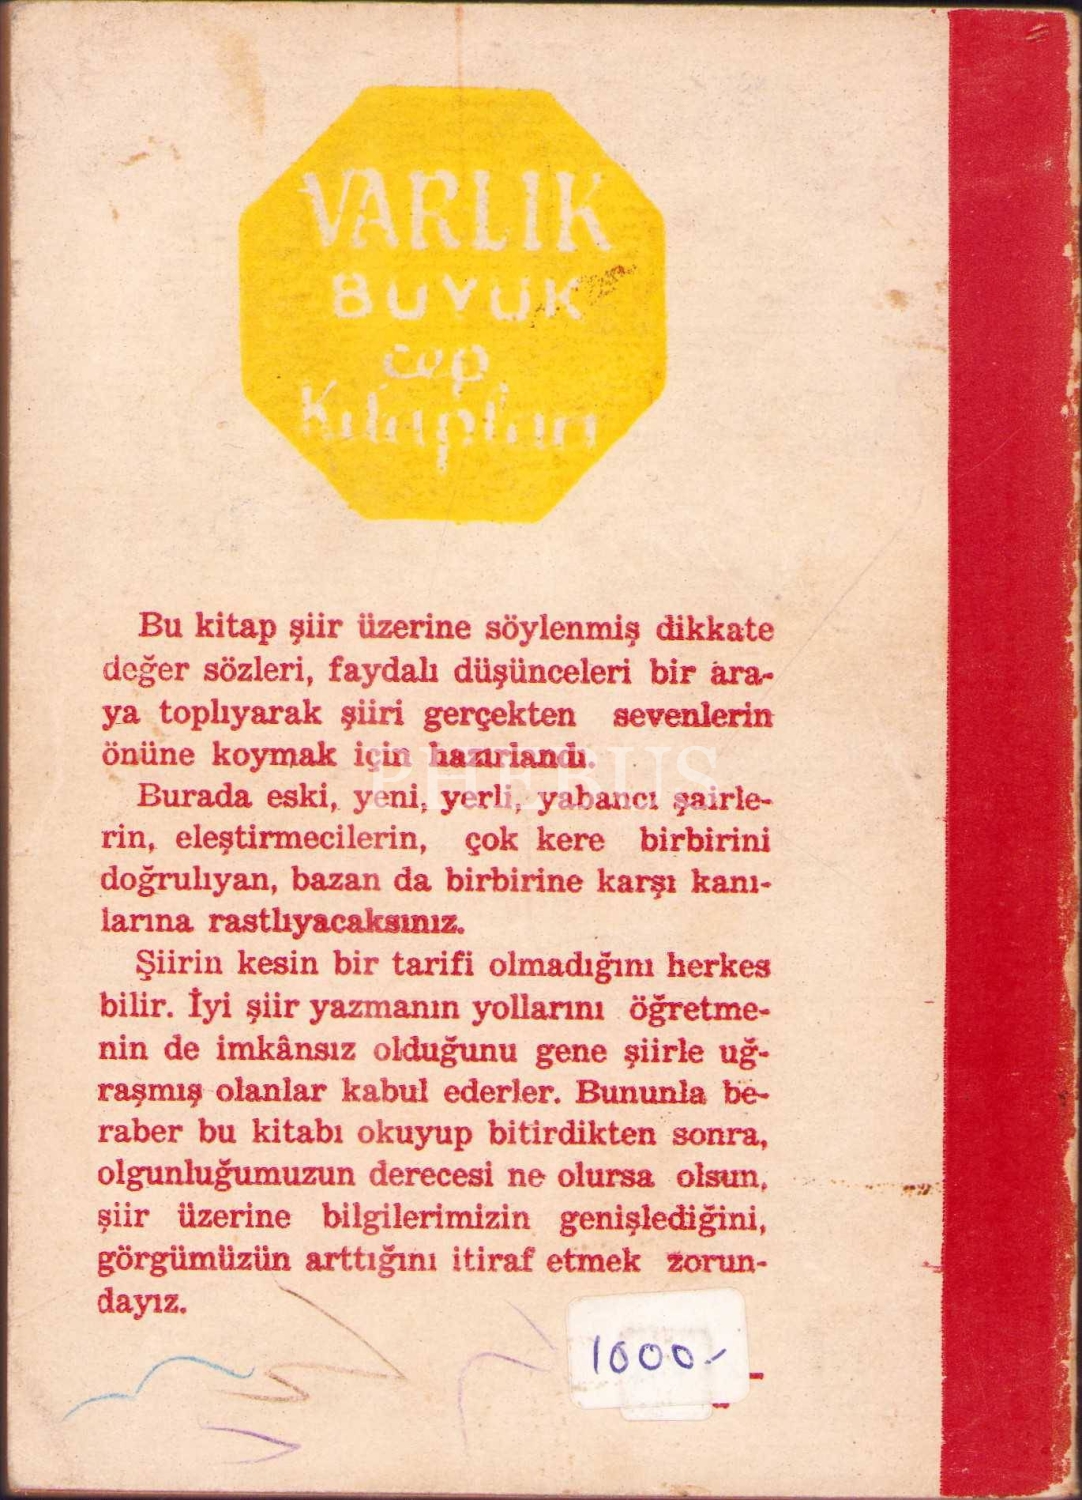 VARLIK
BÜYÜK
cep
Kitapları
Bu kitap şiir üzerine söylenmiş dikkate
değer sözleri, faydalı düşünceleri bir ara-
ya toplıyarak şiiri gerçekten sevenlerin
önüne koymak için hazırlandı.
PHEBUS
Burada eski, yeni, yerli, yabancı şairle-
rin, eleştirmecilerin, çok kere birbirini
doğrulıyan, bazan da birbirine karşı kanı-
larına rastlıyacaksınız.
Şiirin kesin bir tarifi olmadığını herkes
bilir. İyi şiir yazmanın yollarını öğretme-
nin de imkânsız olduğunu gene şiirle uğ-
raşmış olanlar kabul ederler. Bununla be-
raber bu kitabı okuyup bitirdikten sonra,
olgunluğumuzun derecesi ne olursa olsun,
şiir üzerine bilgilerimizin genişlediğini,
görgümüzün arttığını itiraf etmek zorun-
dayız.
1000-